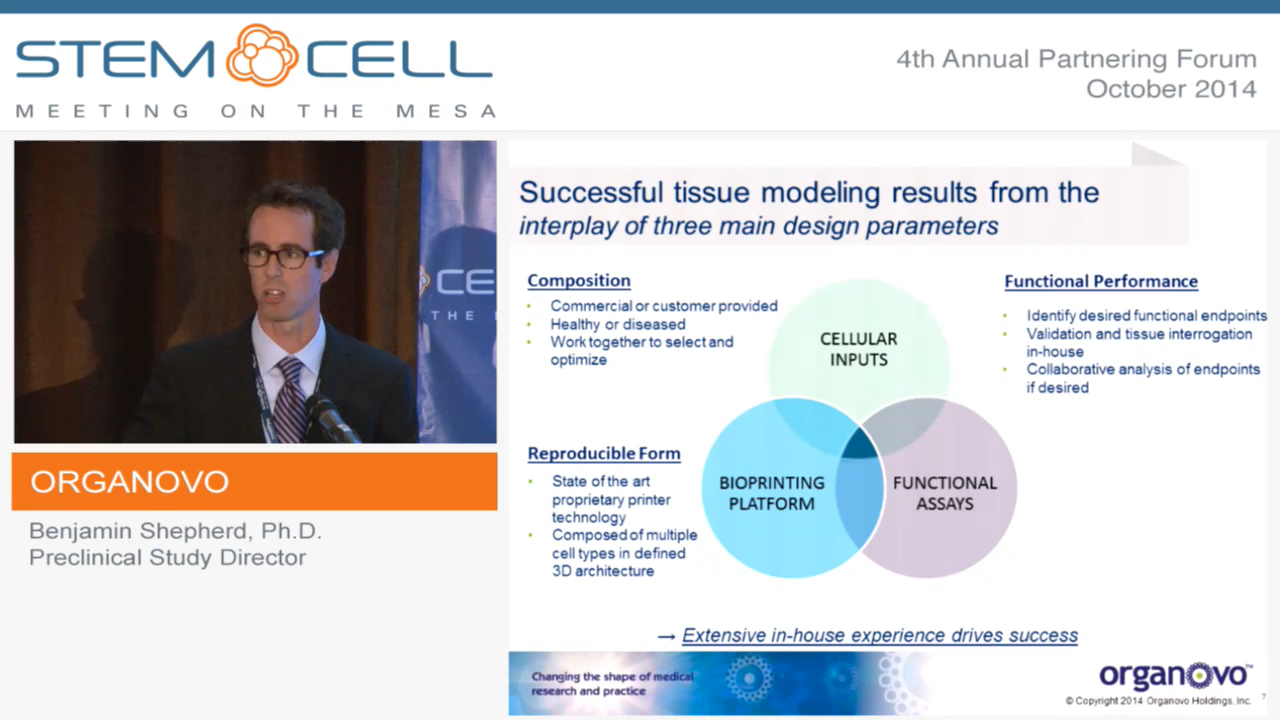 STEM CELL
MEETING ON THE MESA
4th Annual Partnering Forum
October 2014
CE
THE
ORGANOVO
Benjamin Shepherd, Ph.D.
Preclinical Study Director
Successful tissue modeling results from the
interplay of three main design parameters
Composition
• Commercial or customer provided
• Healthy or diseased
• Work together to select and
optimize
Reproducible Form
• State of the art
proprietary printer
technology
• Composed of multiple
cell types in defined
3D architecture
CELLULAR
INPUTS
BIOPRINTING
PLATFORM
FUNCTIONAL
ASSAYS
Functional Performance
• Identify desired functional endpoints
• Validation and tissue interrogation
in-house
• Collaborative analysis of endpoints
if desired
→ Extensive in-house experience drives success
Changing the shape of medical
research and practice
organovo™
© Copyright 2014 Organovo Holdings, Inc.
7